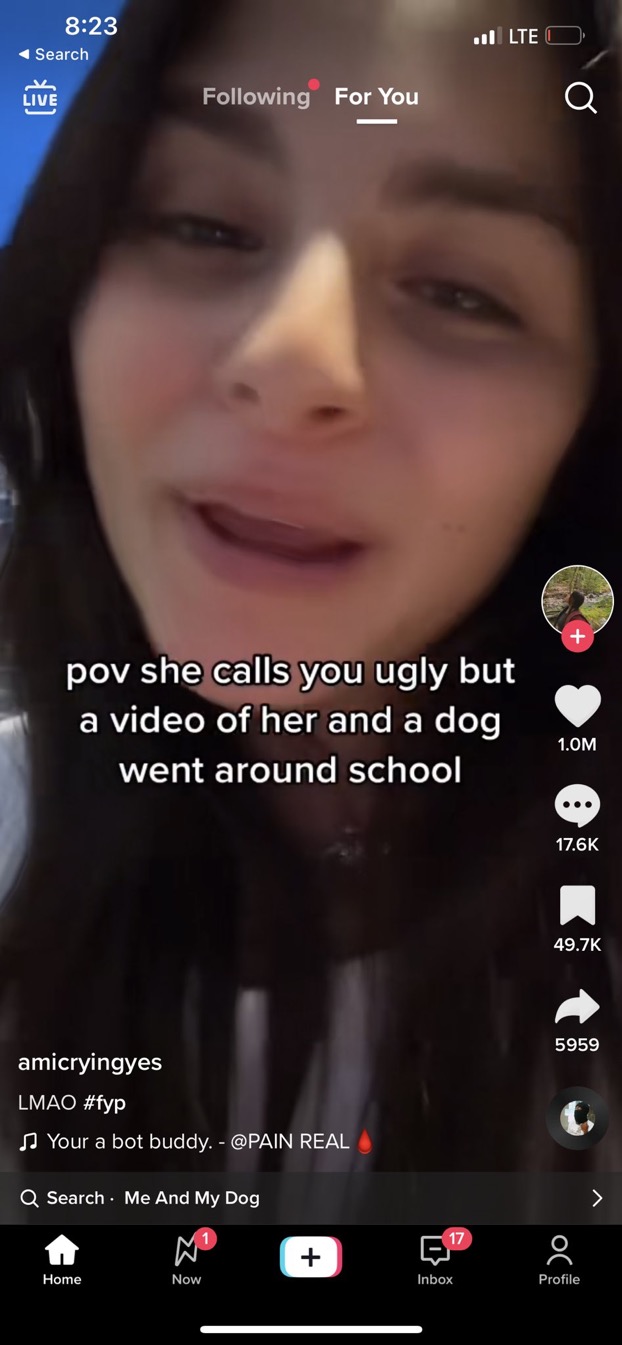 8:23
LTE
◀ Search
LIVE
Following
For You
pov she calls you ugly but
a video of her and a dog
went around school
1.0M
17.6K
49.7K
5959
amicryingyes
LMAO #fyp
Your a bot buddy. - @PAIN REAL🩸
Search · Me And My Dog
1
17
Home
Now
Inbox
Profile